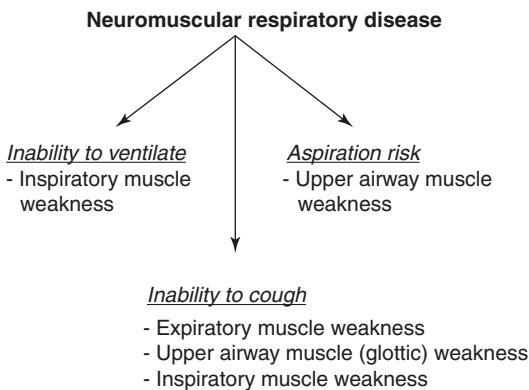 Neuromuscular respiratory disease
Inability to ventilate
- Inspiratory muscle
weakness
Aspiration risk
- Upper airway muscle
weakness
Inability to cough
- Expiratory muscle weakness
- Upper airway muscle (glottic) weakness
- Inspiratory muscle weakness